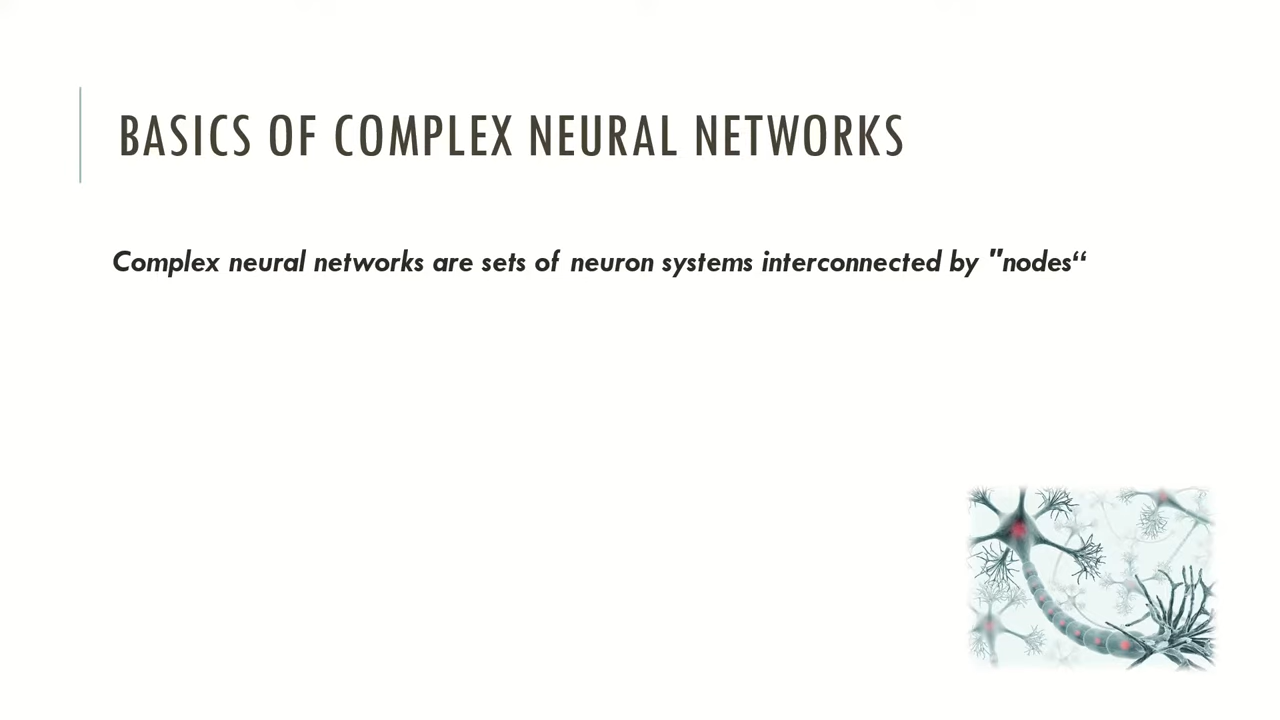 BASICS OF COMPLEX NEURAL NETWORKS
Complex neural networks are sets of neuron systems interconnected by "nodes“